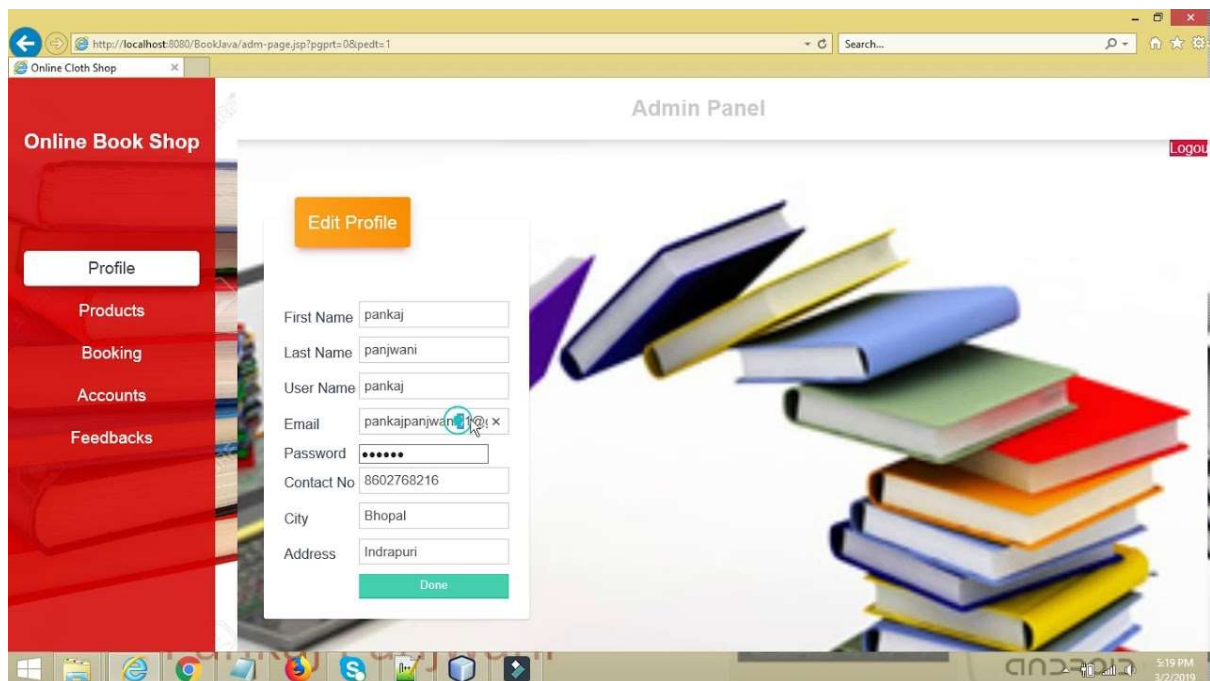 http://localhost:8080/BookJava/adm-page.jsp?pgprt=0&pedt=1
Search...
Online Cloth Shop
Admin Panel
Online Book Shop
Logou
Edit Profile
Profile
Products
Booking
Accounts
Feedbacks
First Name pankaj
Last Name panjwani
User Name pankaj
Email
Password
Contact No 8602768216
City Bhopal
Address Indrapuri
Done
5:19 PM
3/2/2019